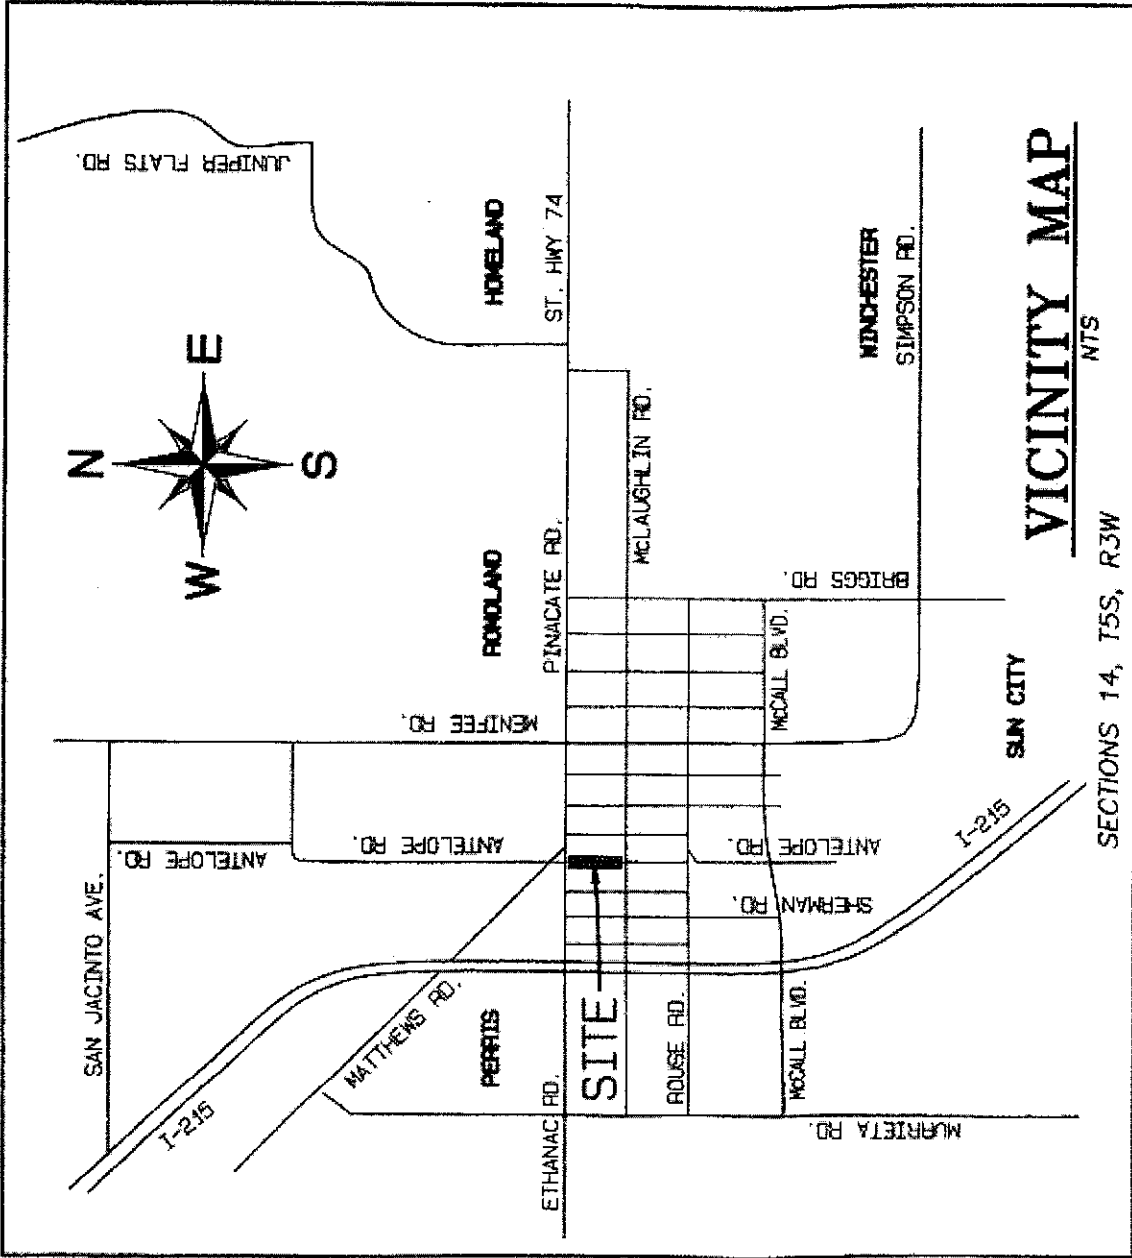 N
W
E
S
JUNIPER FLATS RD.
SAN JACINTO AVE.
I-215
ANTELOPE RD.
ANTELOPE RD.
MENIFEE RD.
MATTHEWS RD.
PERRIS
ROMOLAND
HOMELAND
ETHANAC RD.
PINACATE RD.
ST. HWY 74
SITE
McLAUGHLIN RD.
ROUSE RD.
SHERMAN RD.
ANTELOPE RD.
McCALL BLVD.
McCALL BLVD.
BRIGGS RD.
WINCHESTER
SIMPSON RD.
MURRIETA RD.
I-215
SUN CITY
VICINITY MAP
NTS
SECTIONS 14, T5S, R3W